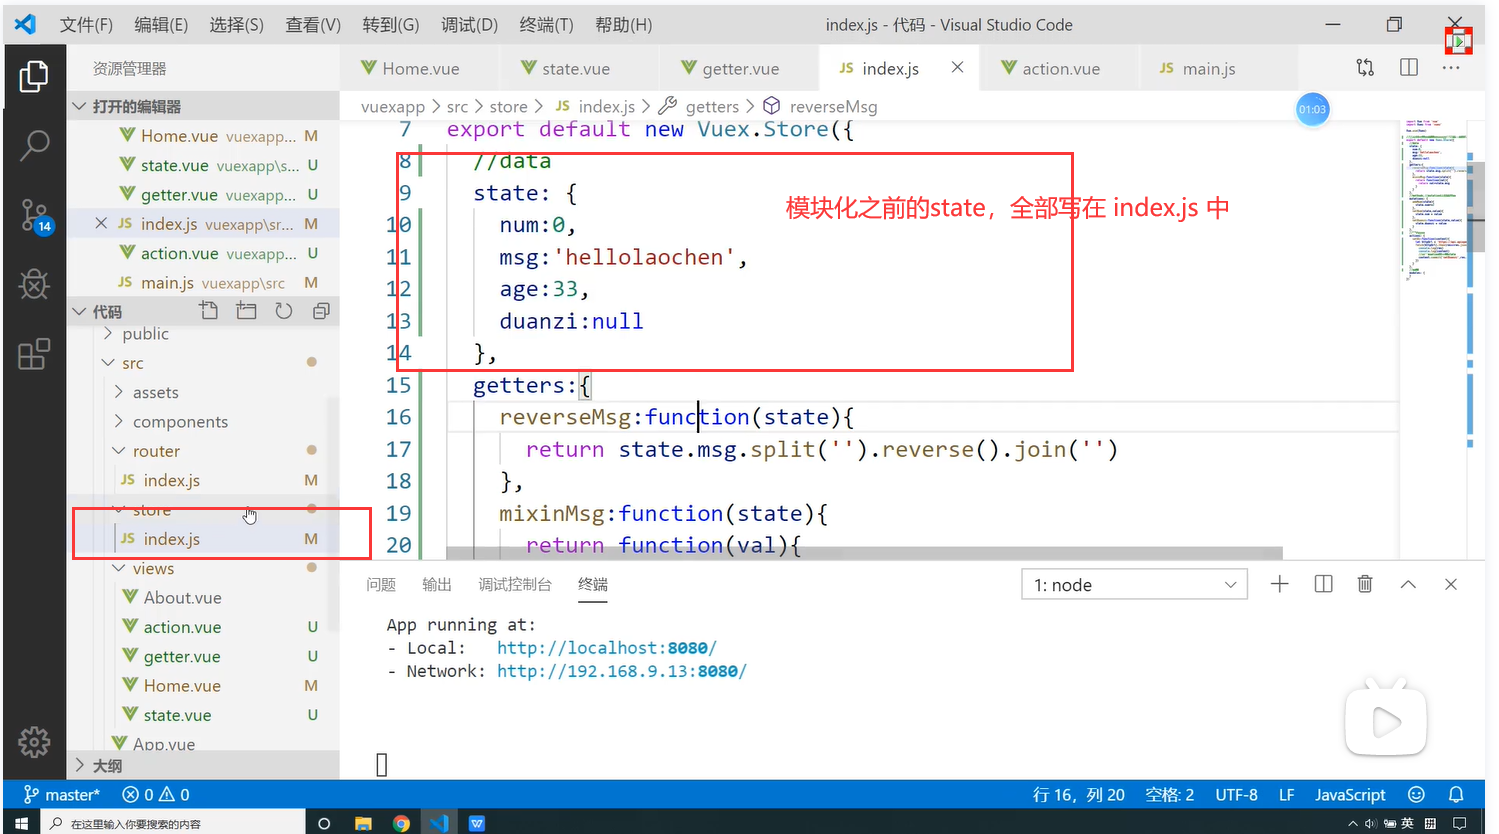 文件(F) 编辑(E) 选择(S) 查看(V) 转到(G) 调试(D) 终端(T) 帮助(H) index.js - 代码 - Visual Studio Code
资源管理器
Home.vue state.vue getter.vue JS index.js action.vue JS main.js
打开的编辑器
Home.vue vuexapp... M
state.vue vuexapp\s... U
getter.vue vuexapp... U
JS index.js vuexapp\sr... M
action.vue vuexapp... U
JS main.js vuexapp\src M
14
代码
public
src
assets
components
router
JS index.js M
store
JS index.js M
views
About.vue
action.vue U
getter.vue U
Home.vue M
state.vue U
App.vue
大纲
vuexapp > src > store > JS index.js > getters > reverseMsg
01:03
7 export default new Vuex.Store({
8 //data
9 state: {
10 num:0,
11 msg:'hellolaochen',
12 age:33,
13 duanzi:null
14 },
15 getters:{
16 reverseMsg:function(state){
17 return state.msg.split('').reverse().join('')
18 },
19 mixinMsg:function(state){
20 return function(val){
模块化之前的state，全部写在 index.js 中
问题 输出 调试控制台 终端 1: node
App running at:
- Local: http://localhost:8080/
- Network: http://192.168.9.13:8080/
master* 0 0 行 16，列 20 空格: 2 UTF-8 LF JavaScript
在这里输入你要搜索的内容 英